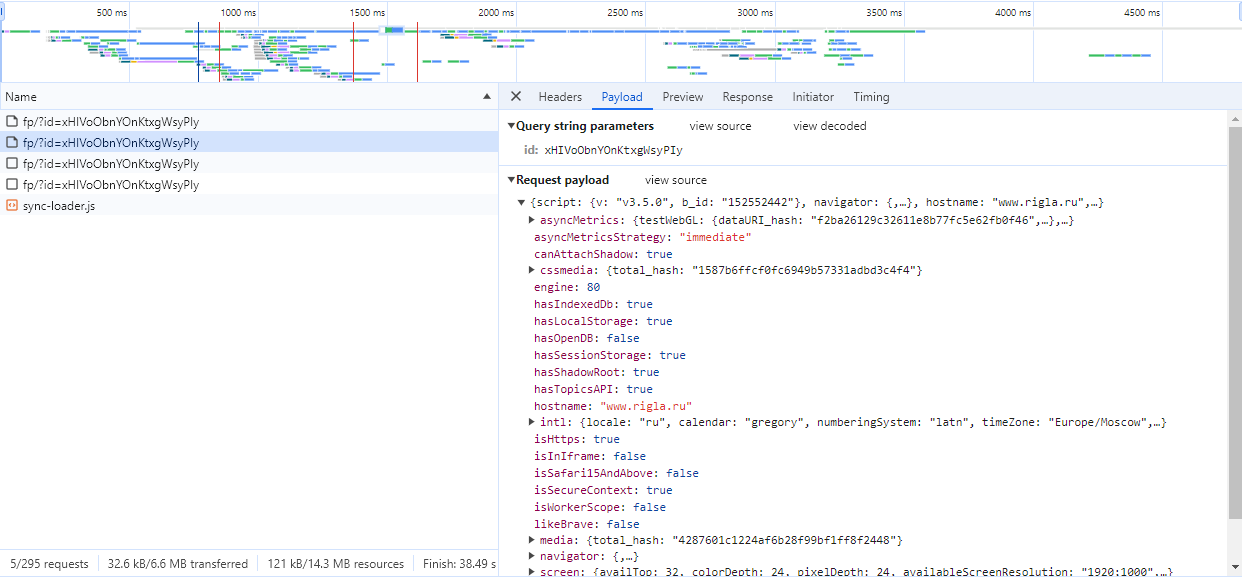 500 ms 1000 ms 1500 ms 2000 ms 2500 ms 3000 ms 3500 ms 4000 ms 4500 ms
Name
Headers Payload Preview Response Initiator Timing
fp/?id=xHIVoObnYOnKtxgWsyPIy
fp/?id=xHIVoObnYOnKtxgWsyPIy
fp/?id=xHIVoObnYOnKtxgWsyPIy
fp/?id=xHIVoObnYOnKtxgWsyPIy
sync-loader.js
Query string parameters view source view decoded
id: xHIVoObnYOnKtxgWsyPIy
Request payload view source
{script: {v: "v3.5.0", b_id: "152552442"}, navigator: {,…}, hostname: "www.rigla.ru",…}
asyncMetrics: {testWebGL: {dataURI_hash: "f2ba26129c32611e8b77fc5e62fb0f46",…},…}
asyncMetricsStrategy: "immediate"
canAttachShadow: true
cssmedia: {total_hash: "1587b6ffcf0fc6949b57331adbd3c4f4"}
engine: 80
hasIndexedDb: true
hasLocalStorage: true
hasOpenDB: false
hasSessionStorage: true
hasShadowRoot: true
hasTopicsAPI: true
hostname: "www.rigla.ru"
intl: {locale: "ru", calendar: "gregory", numberingSystem: "latn", timeZone: "Europe/Moscow",…}
isHttps: true
isInIframe: false
isSafari15AndAbove: false
isSecureContext: true
isWorkerScope: false
likeBrave: false
media: {total_hash: "4287601c1224af6b28f99bf1ff8f2448"}
navigator: {,…}
screen: {availTop: 32, colorDepth: 24, pixelDepth: 24, availableScreenResolution: "1920;1000",…}
5/295 requests 32.6 kB/6.6 MB transferred 121 kB/14.3 MB resources Finish: 38.49 s